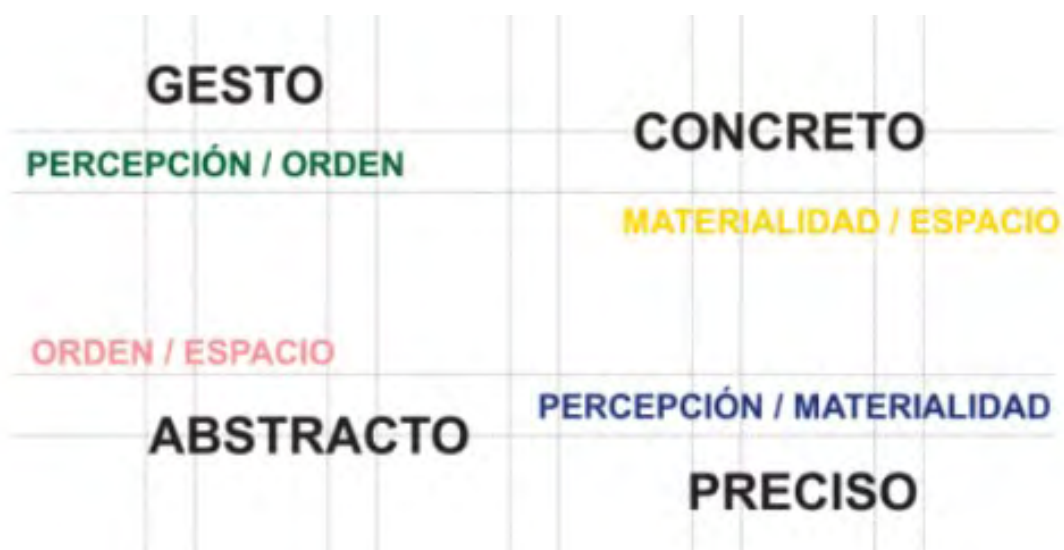 GESTO
CONCRETO
PERCEPCIÓN / ORDEN
MATERIALIDAD / ESPACIO
ORDEN / ESPACIO
PERCEPCIÓN / MATERIALIDAD
ABSTRACTO
PRECISO